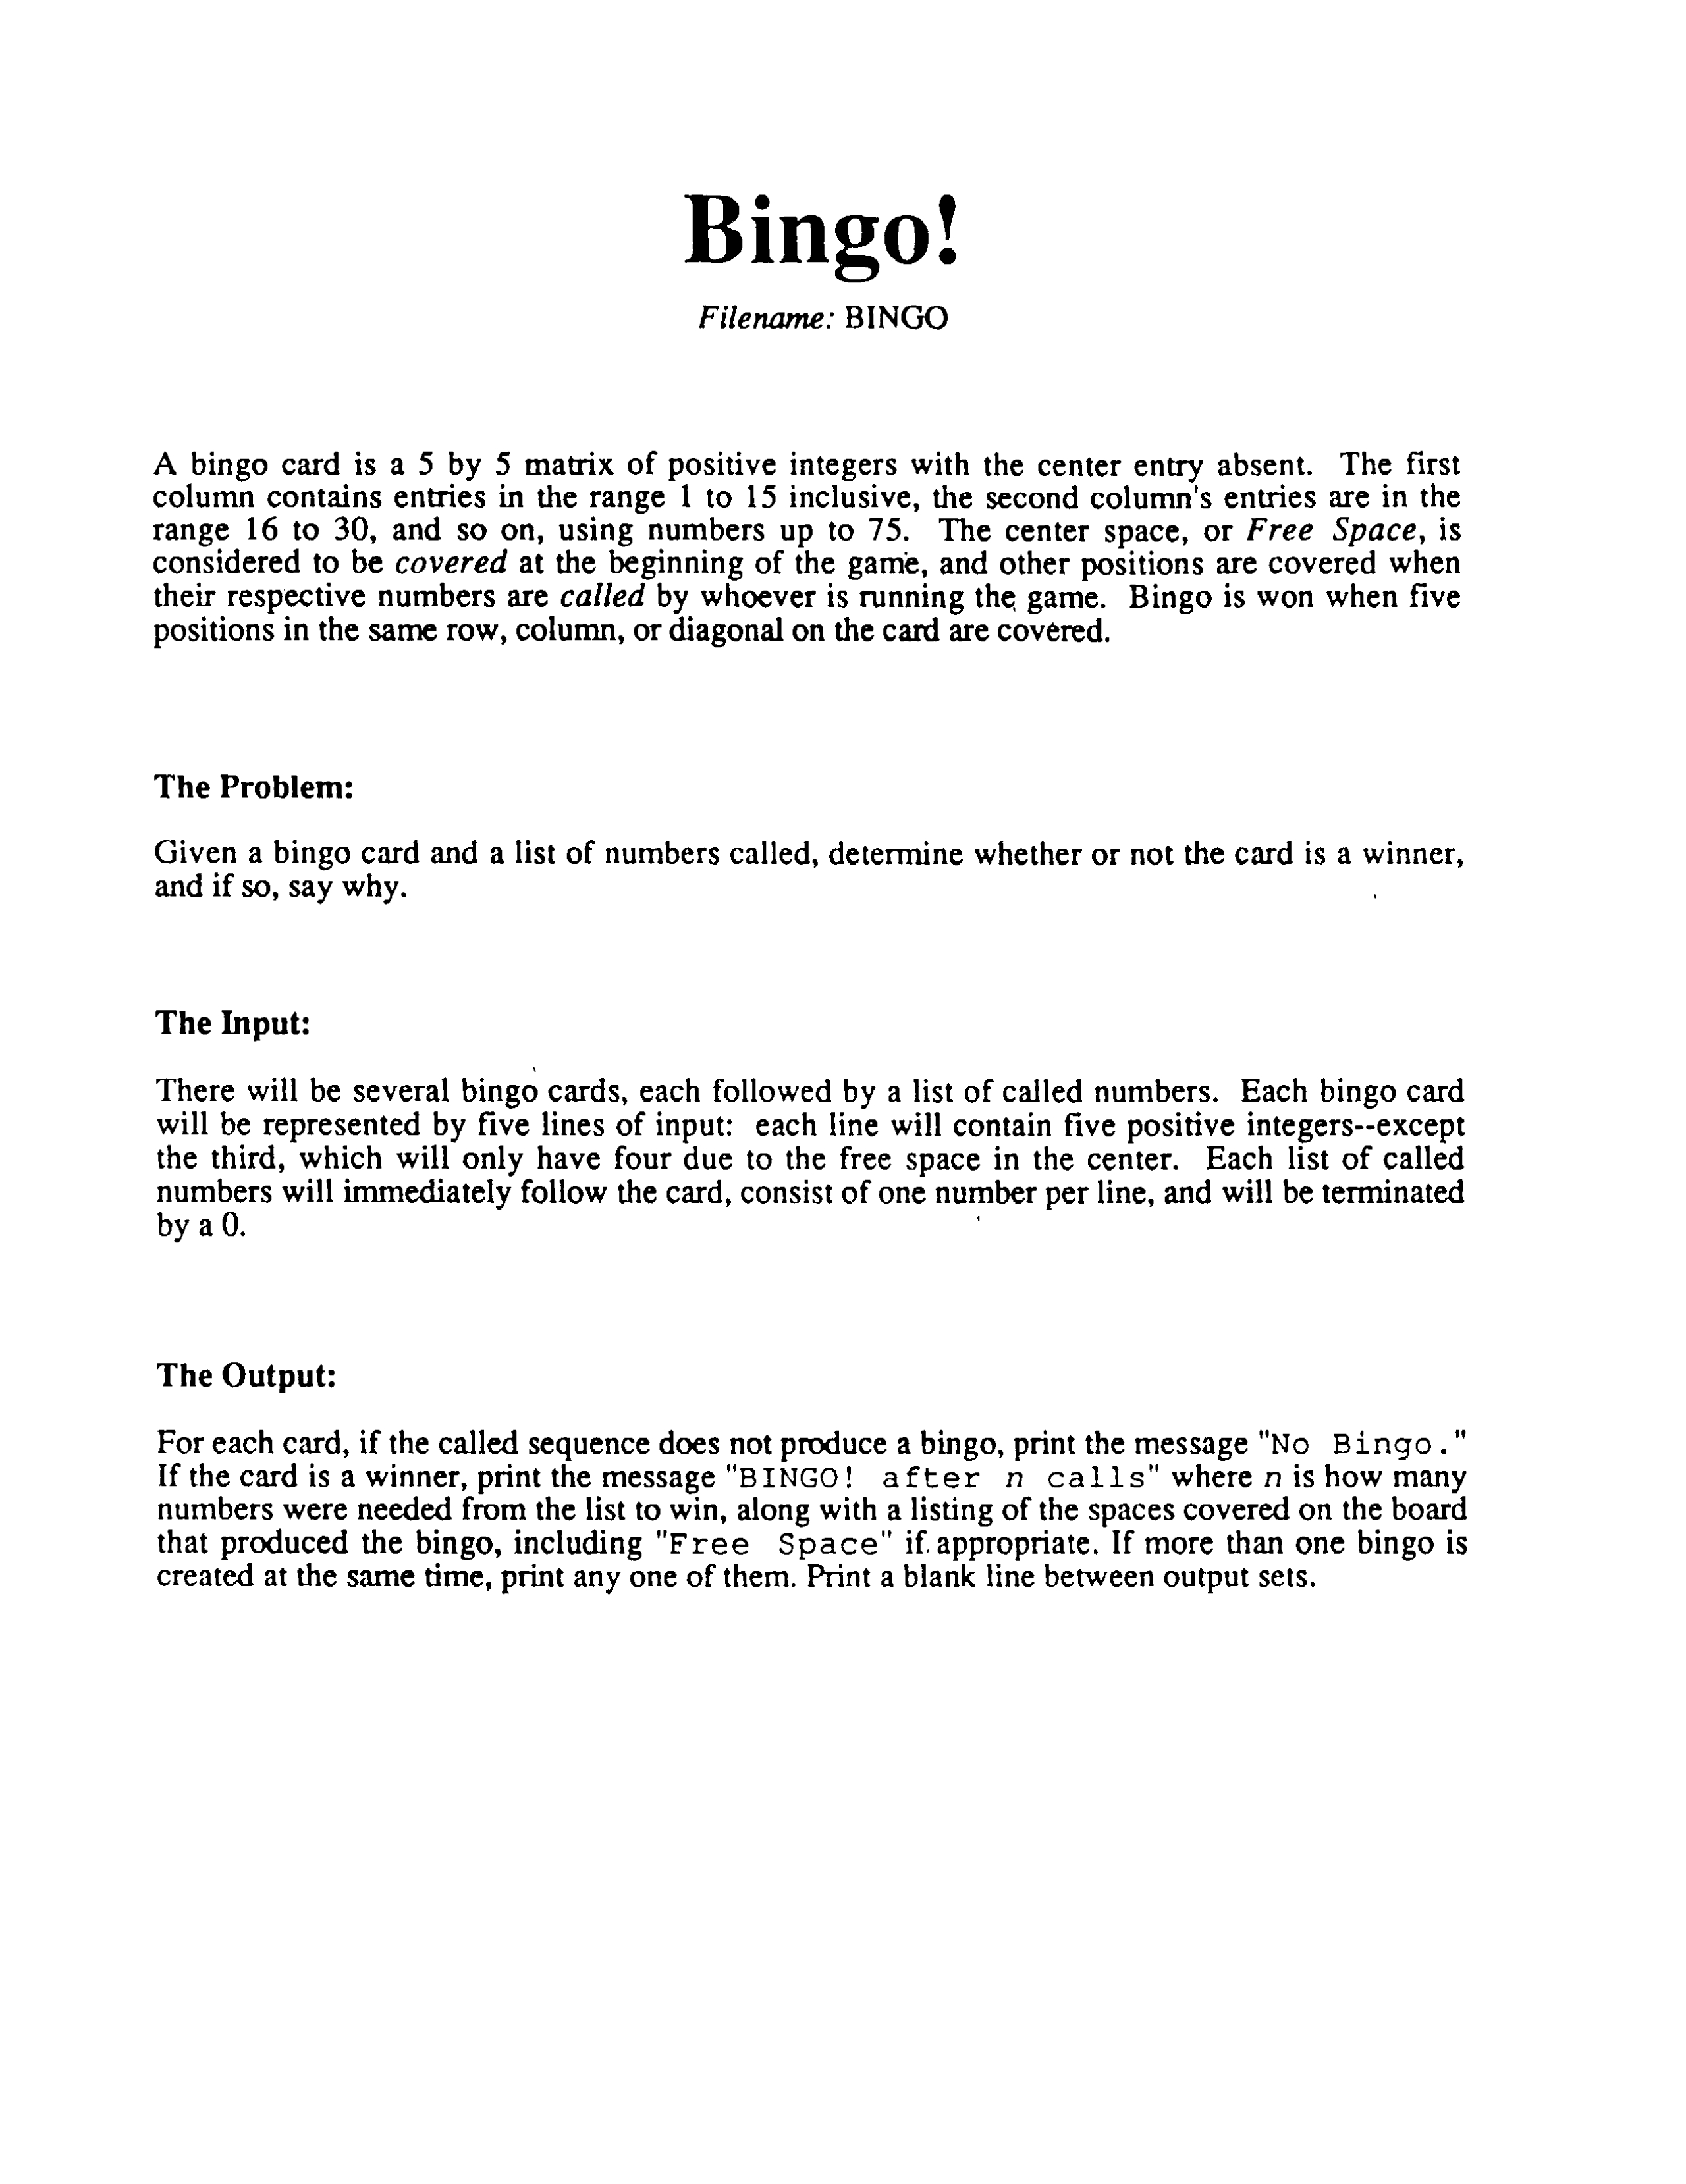 Bingo!
Filename: BINGO
A bingo card is a 5 by 5 matrix of positive integers with the center entry absent. The first
column contains entries in the range 1 to 15 inclusive, the second column's entries are in the
range 16 to 30, and so on, using numbers up to 75. The center space, or Free Space, is
considered to be covered at the beginning of the game, and other positions are covered when
their respective numbers are called by whoever is running the game. Bingo is won when five
positions in the same row, column, or diagonal on the card are covered.
The Problem:
Given a bingo card and a list of numbers called, determine whether or not the card is a winner,
and if so, say why.
The Input:
There will be several bingo cards, each followed by a list of called numbers. Each bingo card
will be represented by five lines of input: each line will contain five positive integers--except
the third, which will only have four due to the free space in the center. Each list of called
numbers will immediately follow the card, consist of one number per line, and will be terminated
by a 0.
The Output:
For each card, if the called sequence does not produce a bingo, print the message "No Bingo."
If the card is a winner, print the message "BINGO! after n calls" where n is how many
numbers were needed from the list to win, along with a listing of the spaces covered on the board
that produced the bingo, including "Free Space" if appropriate. If more than one bingo is
created at the same time, print any one of them. Print a blank line between output sets.